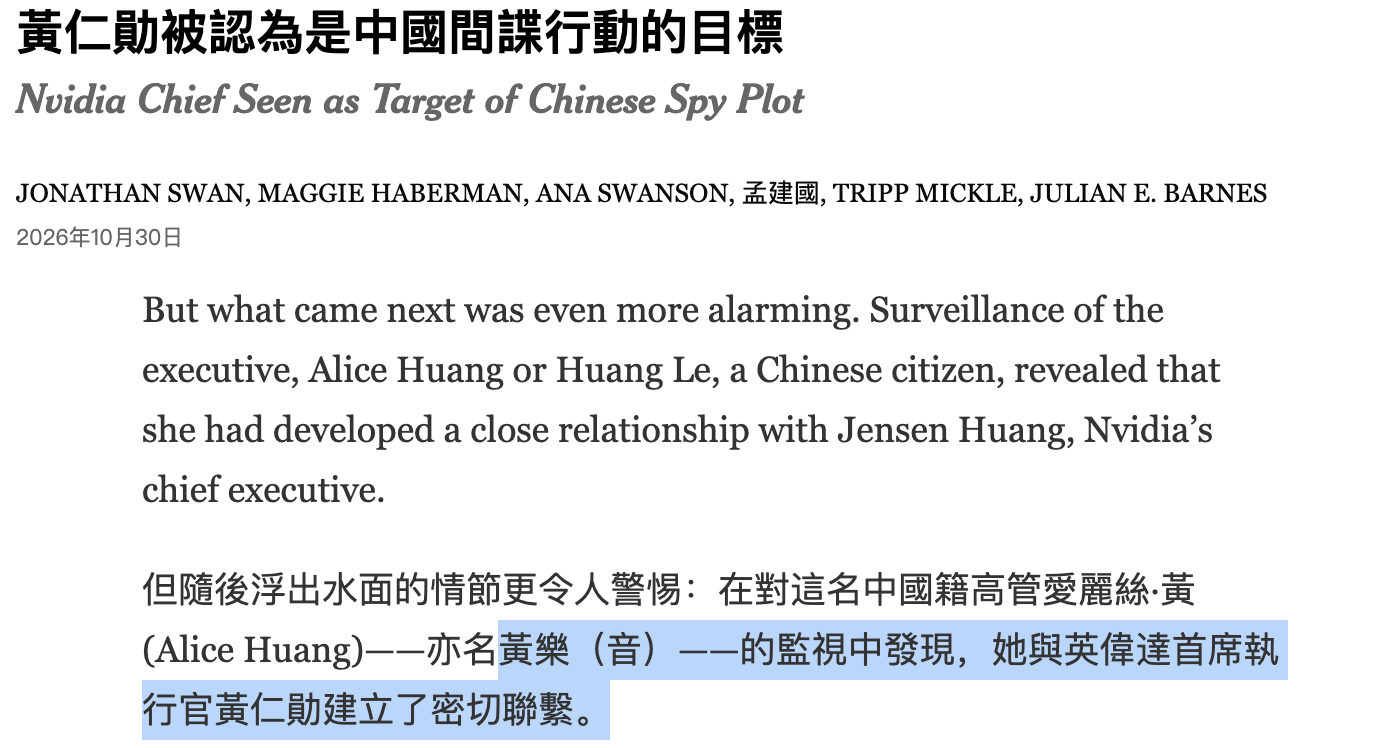 黃仁勛被認為是中國間諜行動的目標
Nvidia Chief Seen as Target of Chinese Spy Plot
JONATHAN SWAN, MAGGIE HABERMAN, ANA SWANSON, 孟建國, TRIPP MICKLE, JULIAN E. BARNES
2026年10月30日
But what came next was even more alarming. Surveillance of the
executive, Alice Huang or Huang Le, a Chinese citizen, revealed that
she had developed a close relationship with Jensen Huang, Nvidia’s
chief executive.
但隨後浮出水面的情節更令人警惕：在對這名中國籍高管愛麗絲·黃
(Alice Huang)——亦名黃樂（音）——的監視中發現，她與英偉達首席執
行官黃仁勛建立了密切聯繫。